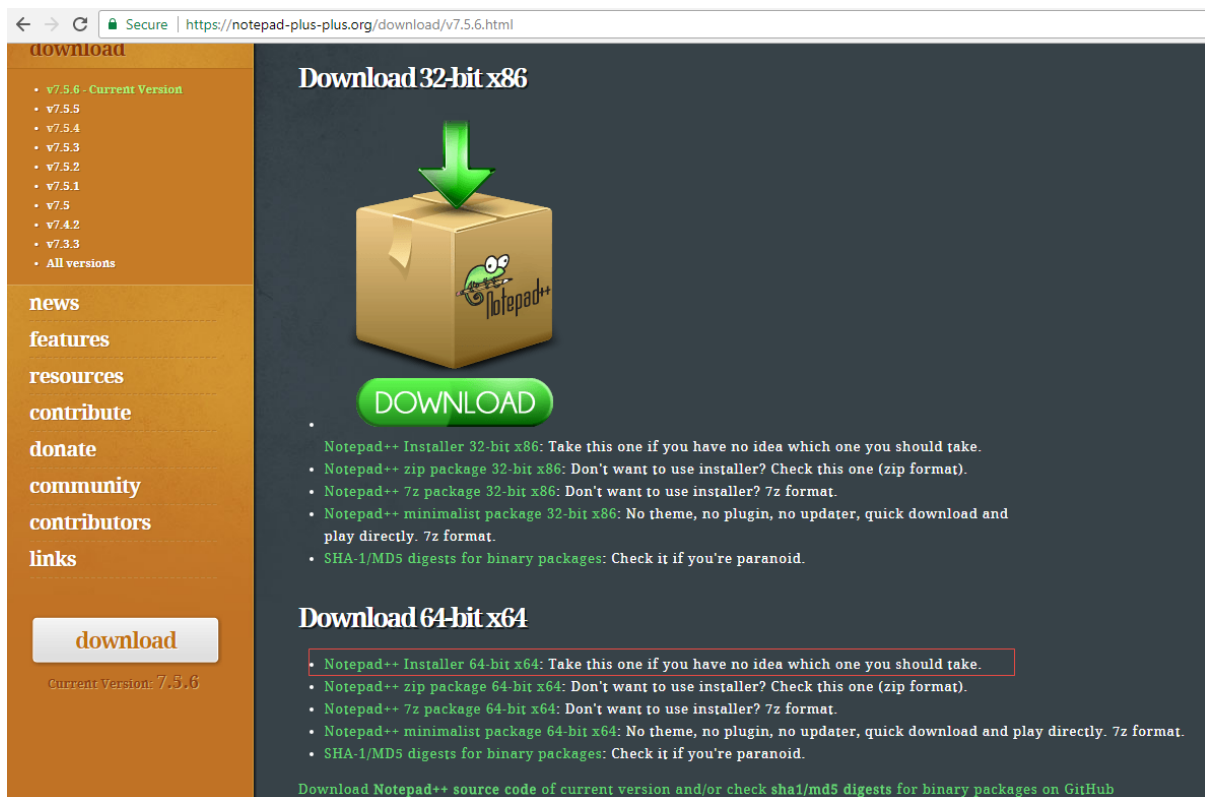 Secure | https://notepad-plus-plus.org/download/v7.5.6.html
download
• v7.5.6 - Current Version
• v7.5.5
• v7.5.4
• v7.5.3
• v7.5.2
• v7.5.1
• v7.5
• v7.4.2
• v7.3.3
• All versions
news
features
resources
contribute
donate
community
contributors
links
download
Current Version: 7.5.6
Download 32-bit x86
Notepad++
DOWNLOAD
•
Notepad++ Installer 32-bit x86: Take this one if you have no idea which one you should take.
• Notepad++ zip package 32-bit x86: Don't want to use installer? Check this one (zip format).
• Notepad++ 7z package 32-bit x86: Don't want to use installer? 7z format.
• Notepad++ minimalist package 32-bit x86: No theme, no plugin, no updater, quick download and
play directly. 7z format.
• SHA-1/MD5 digests for binary packages: Check it if you're paranoid.
Download 64-bit x64
• Notepad++ Installer 64-bit x64: Take this one if you have no idea which one you should take.
• Notepad++ zip package 64-bit x64: Don't want to use installer? Check this one (zip format).
• Notepad++ 7z package 64-bit x64: Don't want to use installer? 7z format.
• Notepad++ minimalist package 64-bit x64: No theme, no plugin, no updater, quick download and play directly. 7z format.
• SHA-1/MD5 digests for binary packages: Check it if you're paranoid.
Download Notepad++ source code of current version and/or check sha1/md5 digests for binary packages on GitHub